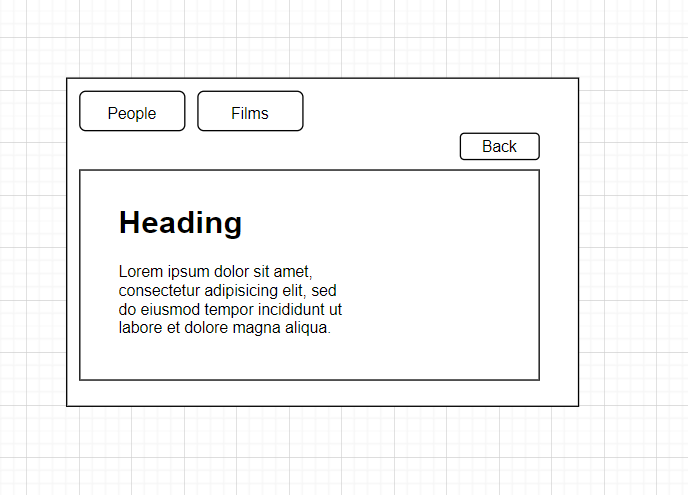 People
Films
Back
Heading
Lorem ipsum dolor sit amet,
consectetur adipisicing elit, sed
do eiusmod tempor incididunt ut
labore et dolore magna aliqua.